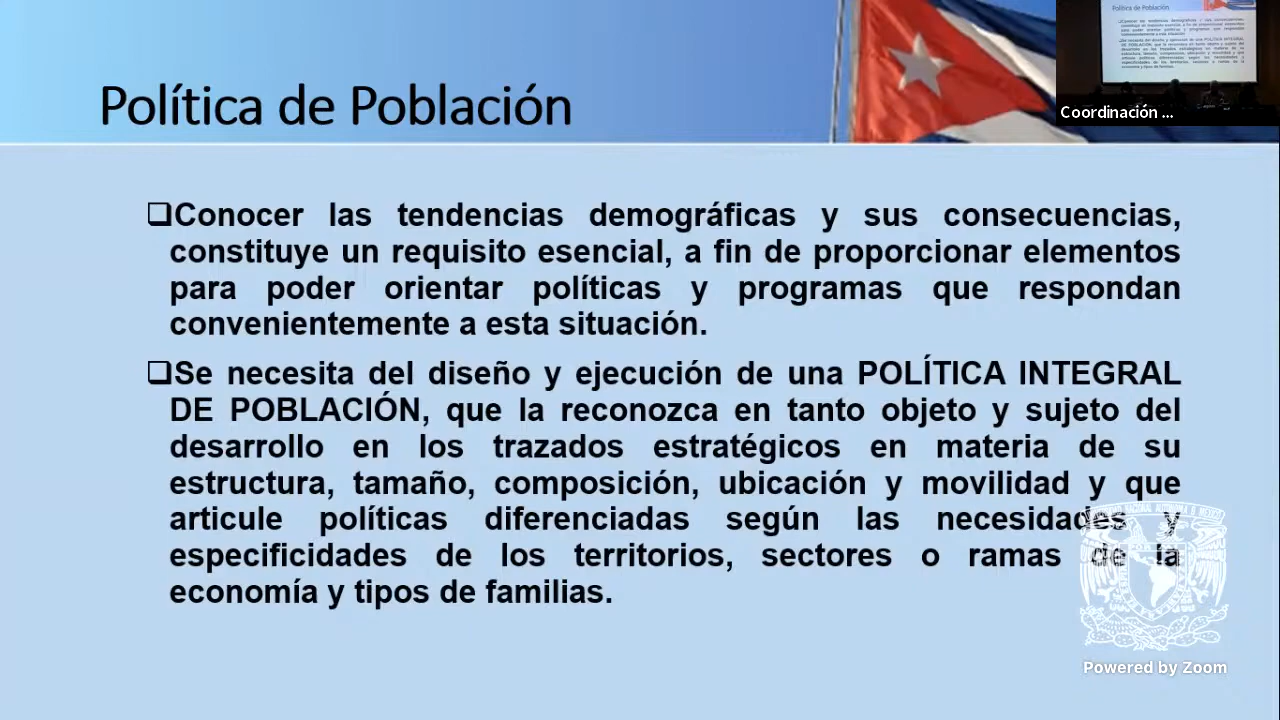 Política de Población
Coordinación ...
❑Conocer las tendencias demográficas y sus consecuencias,
constituye un requisito esencial, a fin de proporcionar elementos
para poder orientar políticas y programas que respondan
convenientemente a esta situación.
❑Se necesita del diseño y ejecución de una POLÍTICA INTEGRAL
DE POBLACIÓN, que la reconozca en tanto objeto y sujeto del
desarrollo en los trazados estratégicos en materia de su
estructura, tamaño, composición, ubicación y movilidad y que
articule políticas diferenciadas según las necesidades y
especificidades de los territorios, sectores o ramas de la
economía y tipos de familias.
Powered by Zoom